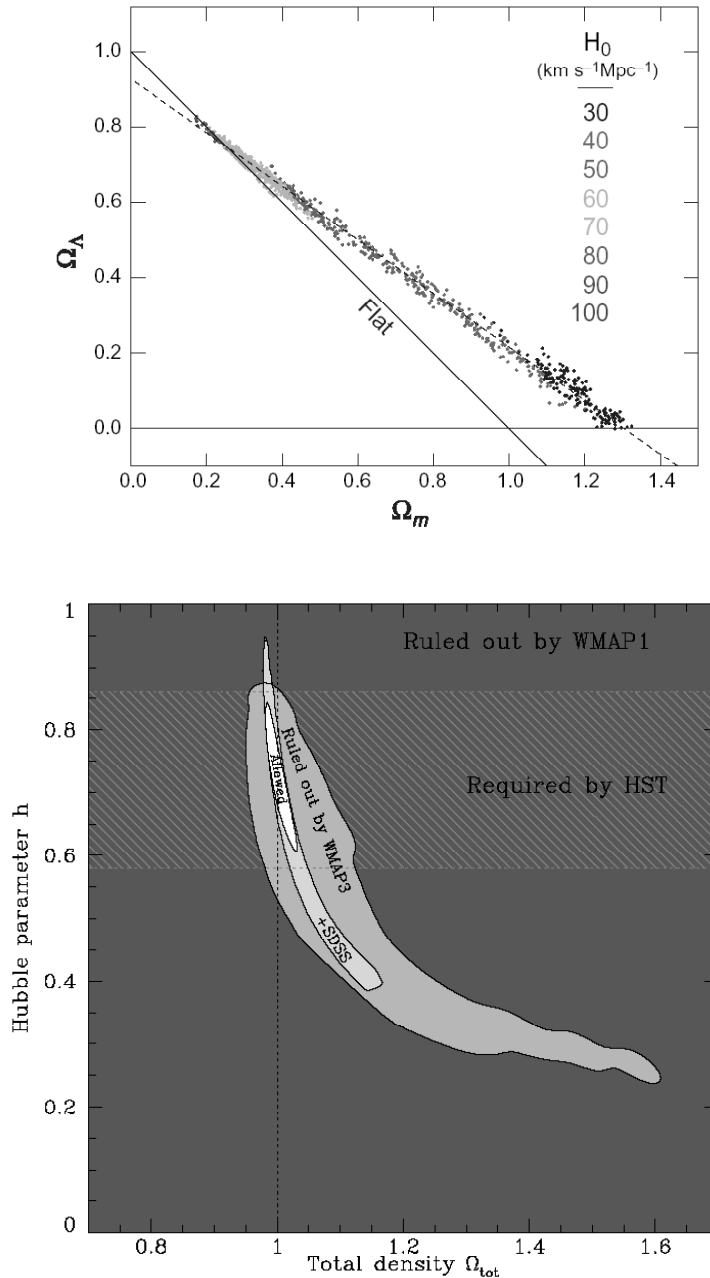 H0
(km s⁻¹Mpc⁻¹)
30
40
50
60
70
80
90
100
1.0
0.8
0.6
0.4
0.2
0.0
ΩΛ
Flat
0.0 0.2 0.4 0.6 0.8 1.0 1.2 1.4
Ωm
1
0.8
0.6
0.4
0.2
0
Hubble parameter h
Ruled out by WMAP1
Required by HST
Ruled out by WMAP3
Allowed
+SDSS
0.8 1 1.2 1.4 1.6
Total density Ωtot